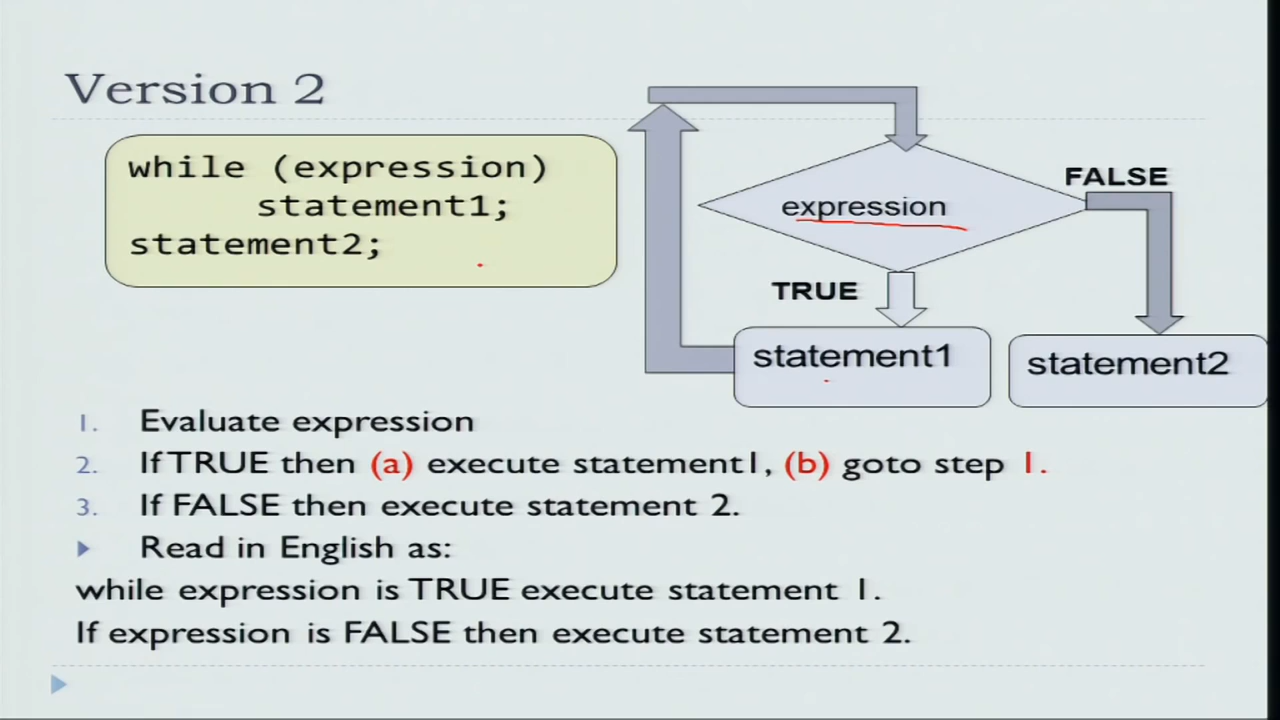 Version 2
while (expression)
statement1;
statement2;
expression
FALSE
TRUE
statement1
statement2
1. Evaluate expression
2. If TRUE then (a) execute statement1, (b) goto step 1.
3. If FALSE then execute statement 2.
Read in English as:
while expression is TRUE execute statement 1.
If expression is FALSE then execute statement 2.